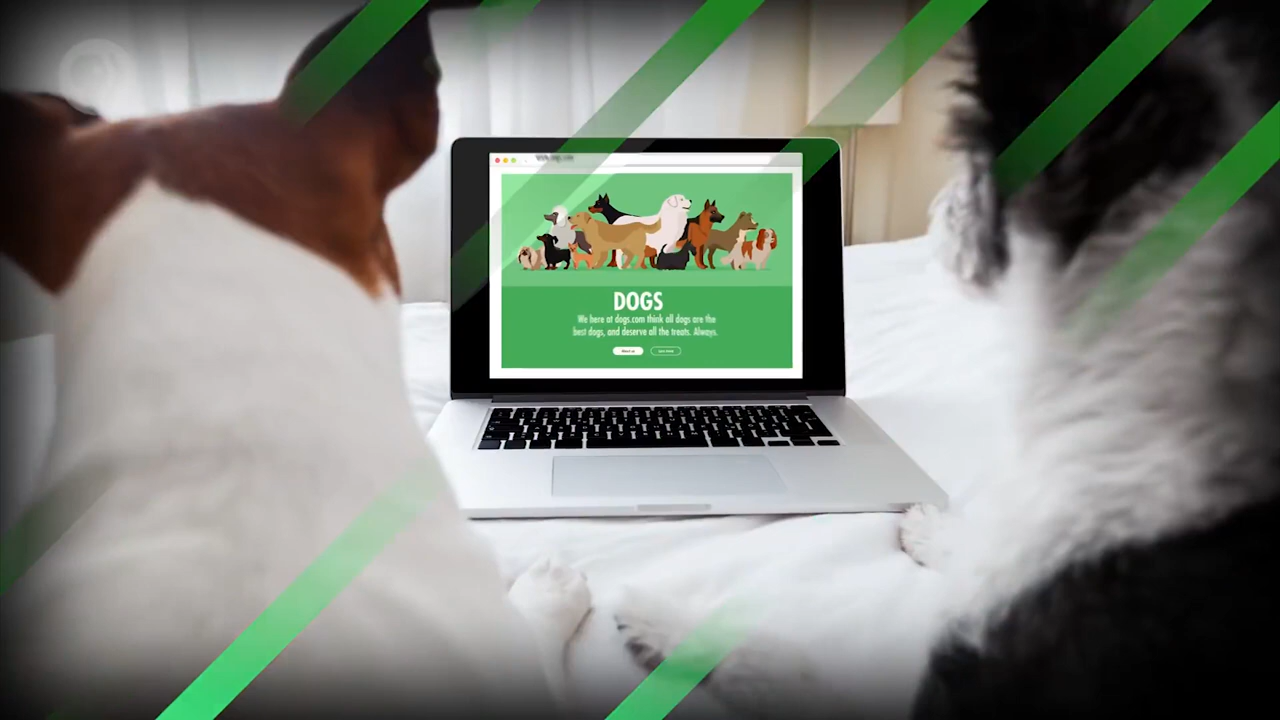 DOGS
We here at dogs.com think all dogs are the
best dogs, and deserve all the treats. Always.